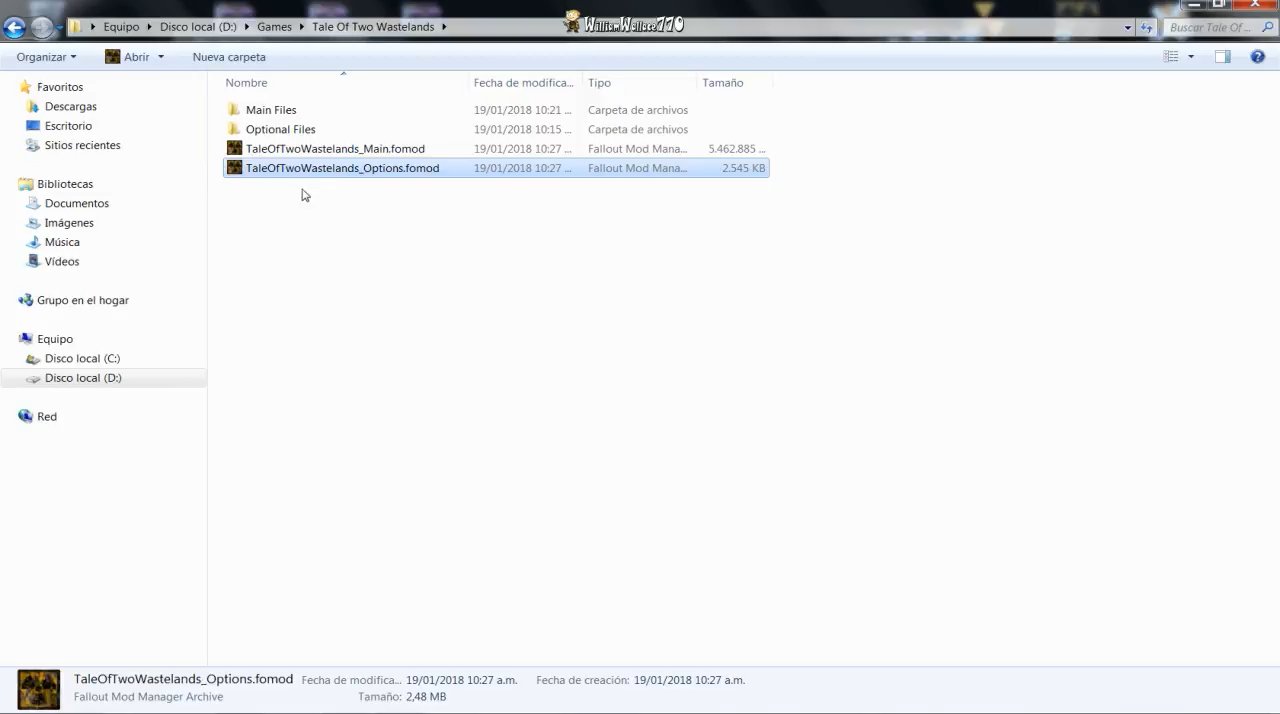 Equipo Disco local (D:) Games Tale Of Two Wastelands
WilliamWallace770
Buscar Tale Of ...
Organizar Abrir Nueva carpeta
Nombre Fecha de modifica... Tipo Tamaño
Main Files 19/01/2018 10:21 ... Carpeta de archivos
Optional Files 19/01/2018 10:15 ... Carpeta de archivos
TaleOfTwoWastelands_Main.fomod 19/01/2018 10:27 ... Fallout Mod Mana... 5.462.885 ...
TaleOfTwoWastelands_Options.fomod 19/01/2018 10:27 ... Fallout Mod Mana... 2.545 KB
Favoritos
Descargas
Escritorio
Sitios recientes
Bibliotecas
Documentos
Imágenes
Música
Vídeos
Grupo en el hogar
Equipo
Disco local (C:)
Disco local (D:)
Red
TaleOfTwoWastelands_Options.fomod Fecha de modifica... 19/01/2018 10:27 a.m. Fecha de creación: 19/01/2018 10:27 a.m.
Fallout Mod Manager Archive Tamaño: 2,48 MB